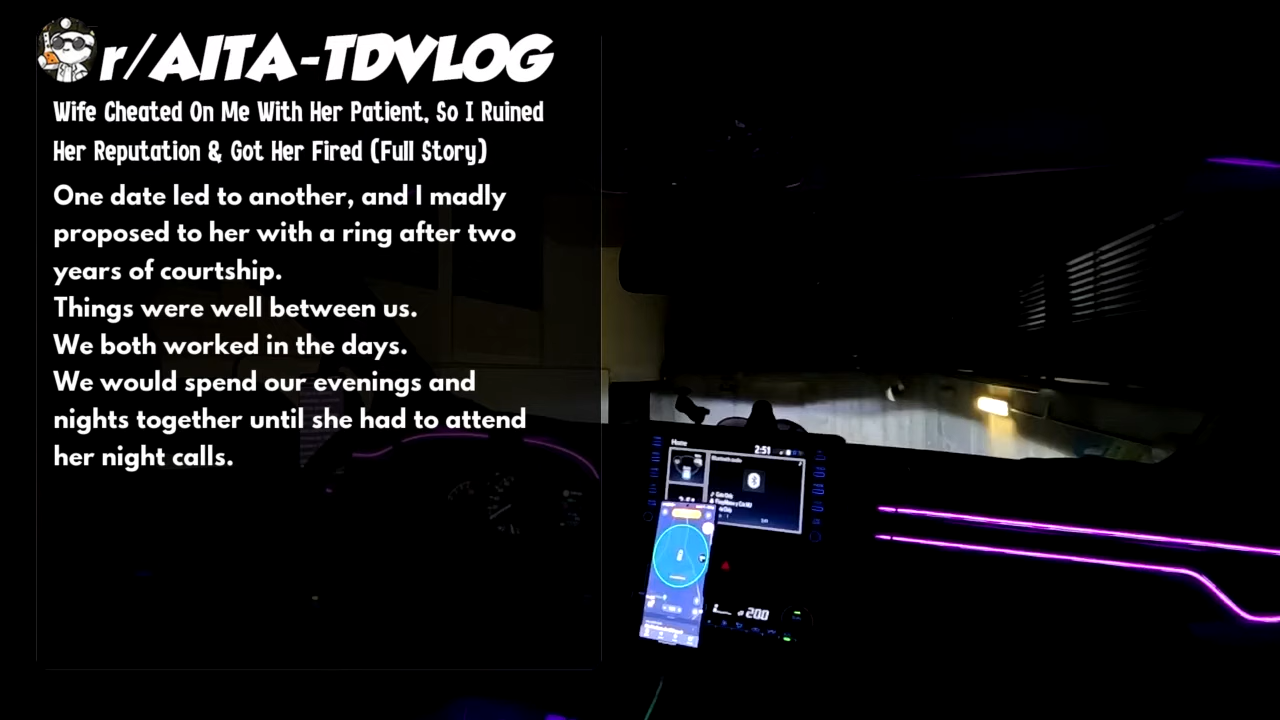 r/AITA-TDVLOG
Wife Cheated On Me With Her Patient, So I Ruined
Her Reputation & Got Her Fired (Full Story)
One date led to another, and I madly
proposed to her with a ring after two
years of courtship.
Things were well between us.
We both worked in the days.
We would spend our evenings and
nights together until she had to attend
her night calls.
Home
2:51
Bluetooth audio
200